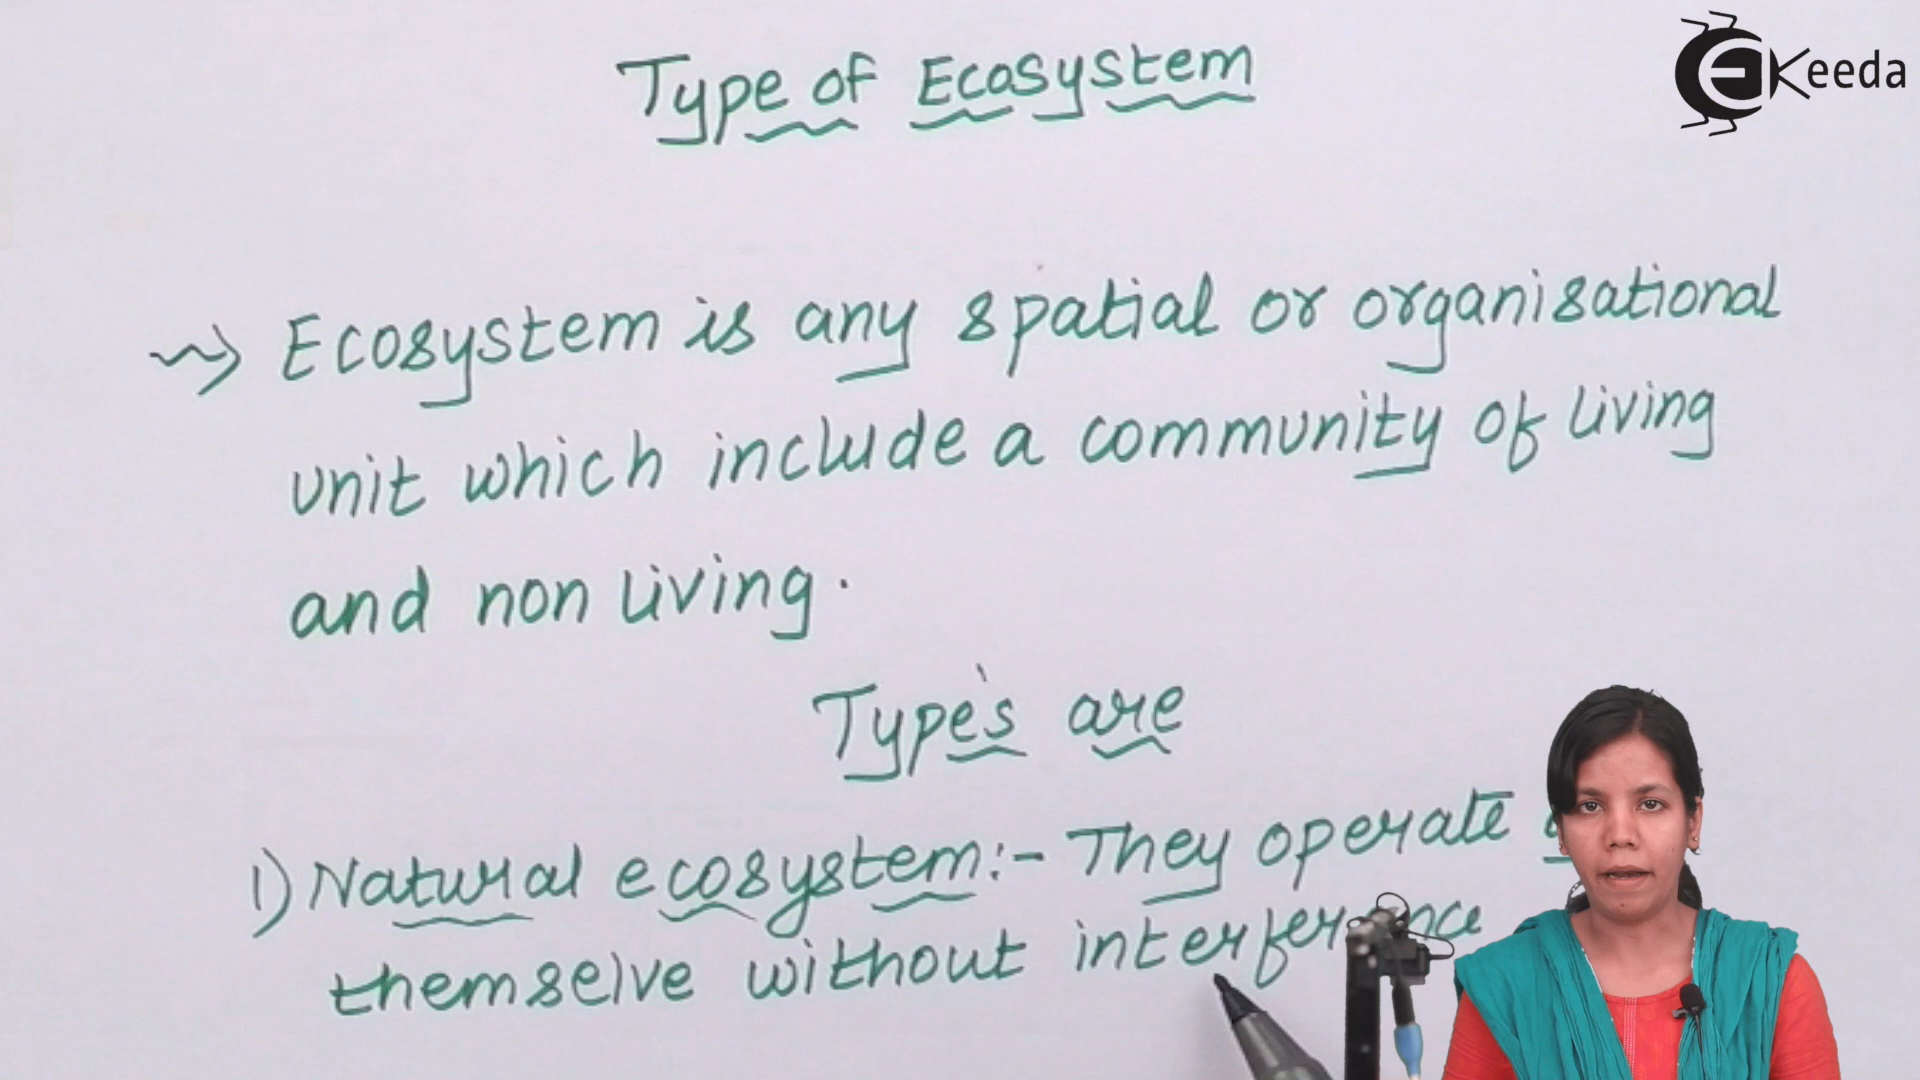 Type of Ecosystem
Keeda
Ecosystem is any spatial or organisational
unit which include a community of living
and non living.
Type's are
1) Natural ecosystem:- They operate
themselve without interference